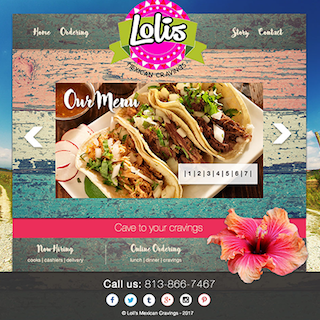 Lolis
MEXICAN CRAVINGS
Home Ordering Story Contact
Our Menu
|1|2|3|4|5|6|7|
Cave to your cravings
Now Hiring
cooks | cashiers | delivery
Online Ordering
lunch | dinner | cravings
Call us: 813-866-7467
© Loli's Mexican Cravings - 2017